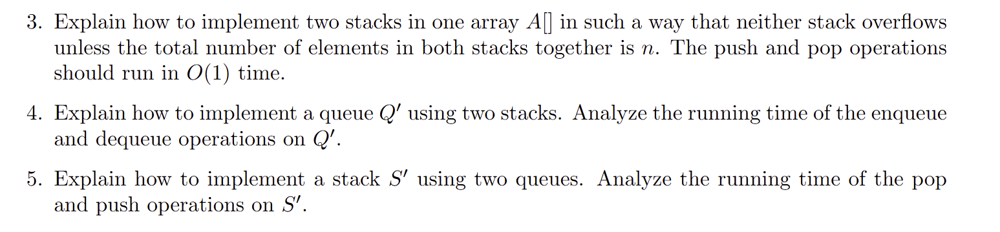 3. Explain how to implement two stacks in one array A[] in such a way that neither stack overflows
unless the total number of elements in both stacks together is n. The push and pop operations
should run in O(1) time.
4. Explain how to implement a queue Q′ using two stacks. Analyze the running time of the enqueue
and dequeue operations on Q′.
5. Explain how to implement a stack S′ using two queues. Analyze the running time of the pop
and push operations on S′.